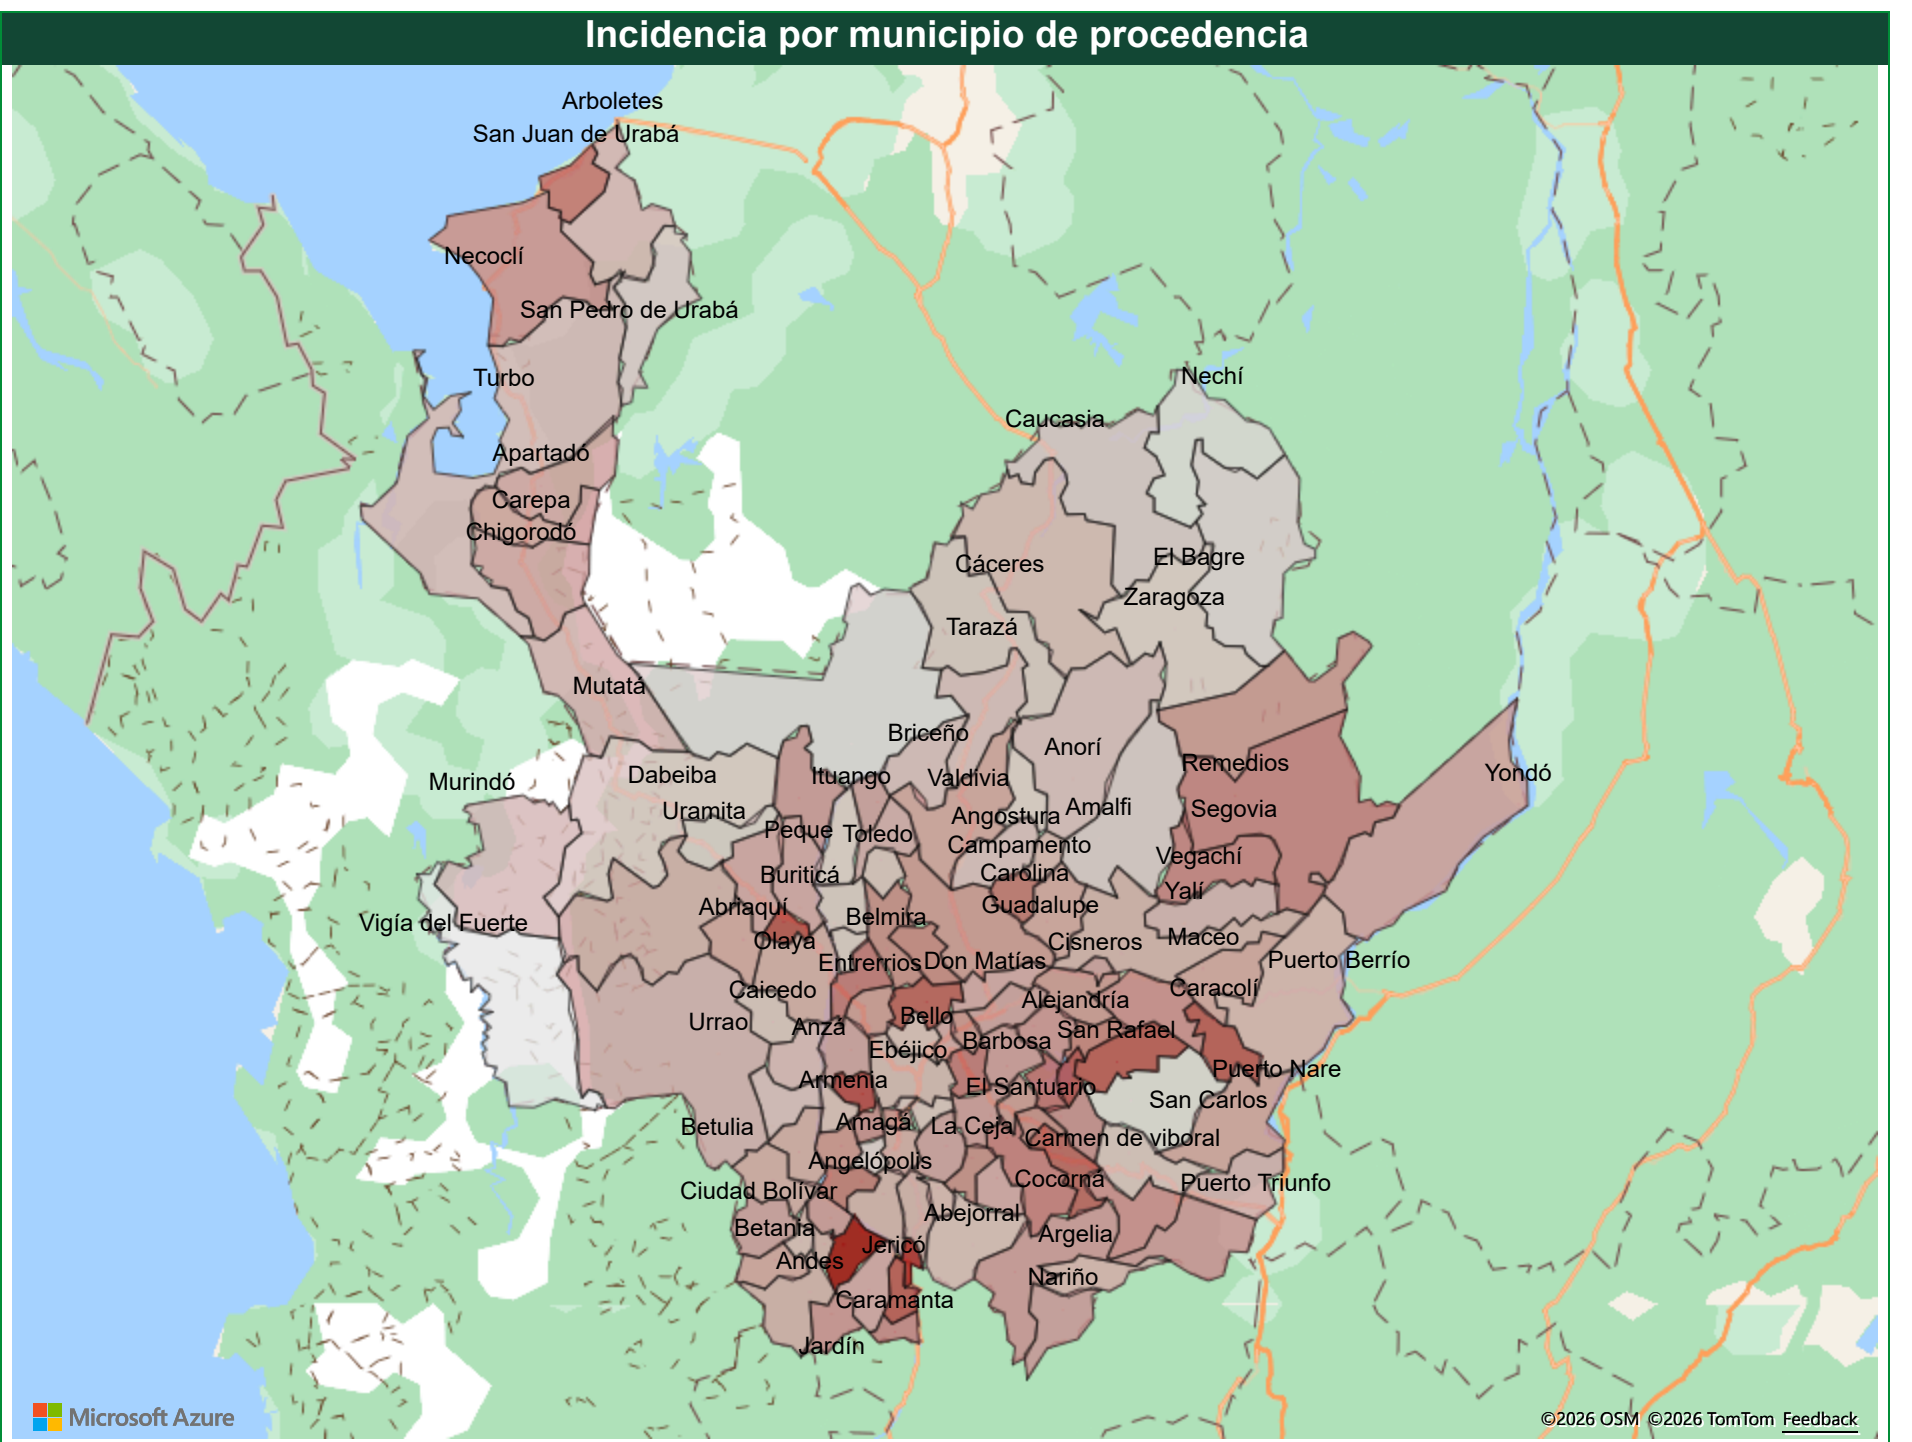 Incidencia por municipio de procedencia
Arboletes
San Juan de Urabá
Necoclí
San Pedro de Urabá
Turbo
Nechí
Caucasia
Apartadó
Carepa
Chigorodó
Cáceres
El Bagre
Zaragoza
Tarazá
Mutatá
Briceño
Anorí
Remedios
Yondó
Murindó
Dabeiba
Ituango
Valdivia
Uramita
Angostura
Amalfi
Segovia
Peque
Toledo
Campamento
Vegachí
Buriticá
Carolina
Yalí
Abriaquí
Belmira
Guadalupe
Vigía del Fuerte
Olaya
Cisneros
Maceo
Entrerrios
Don Matías
Puerto Berrío
Caicedo
Alejandría
Caracolí
Urrao
Anzá
Bello
Barbosa
San Rafael
Ebéjico
Puerto Nare
Armenia
El Santuario
San Carlos
Betulia
Amagá
La Ceja
Carmen de viboral
Angelópolis
Ciudad Bolívar
Cocorná
Puerto Triunfo
Betania
Abejorral
Argelia
Andes
Jericó
Nariño
Caramanta
Jardín
Microsoft Azure
©2026 OSM ©2026 TomTom Feedback